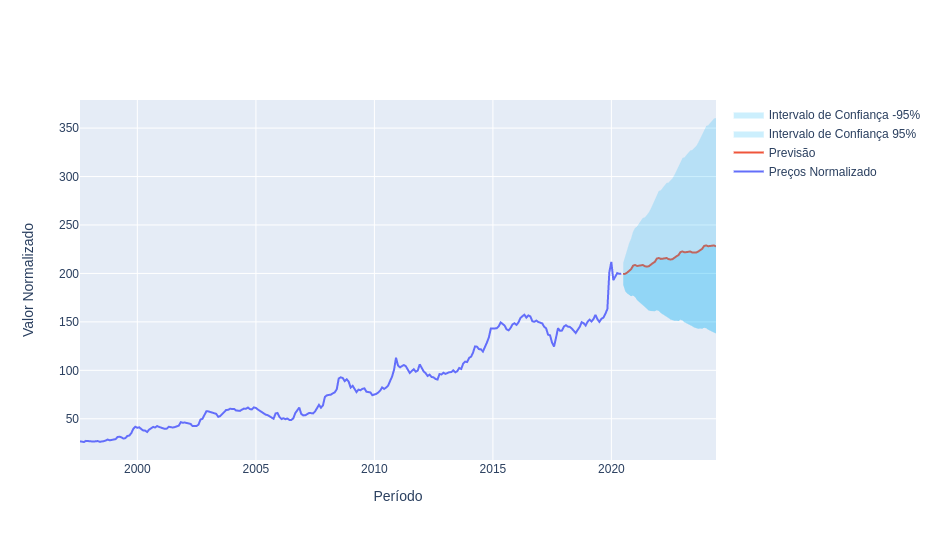 350
300
250
200
150
100
50
2000
2005
2010
2015
2020
Período
Valor Normalizado
Intervalo de Confiança -95%
Intervalo de Confiança 95%
Previsão
Preços Normalizado